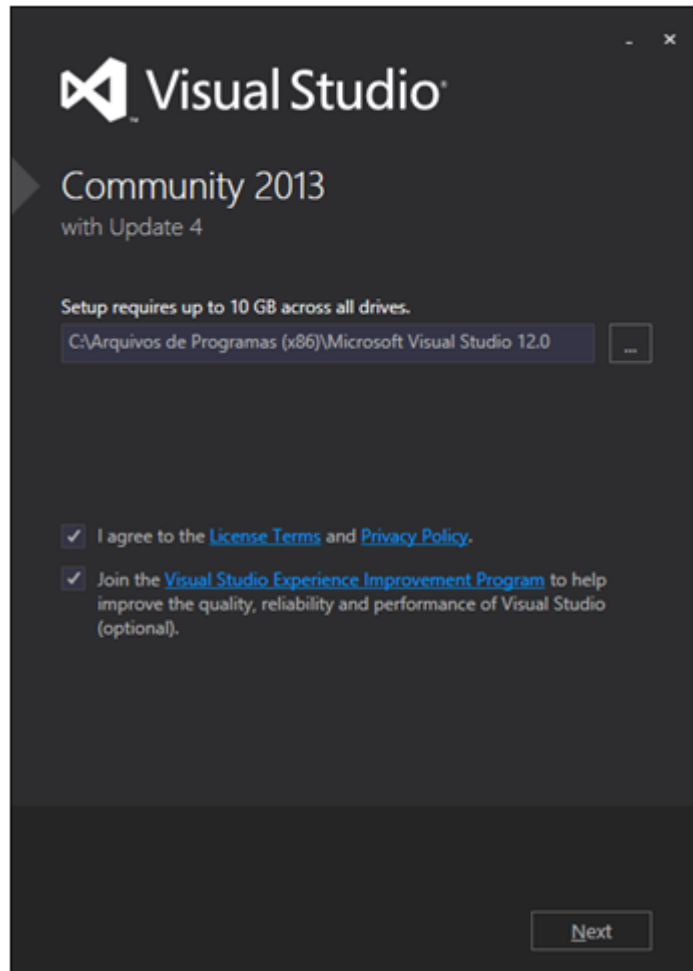 Visual Studio®
™
Community 2013
with Update 4
Setup requires up to 10 GB across all drives.
C:\Arquivos de Programas (x86)\Microsoft Visual Studio 12.0
...
I agree to the License Terms and Privacy Policy.
Join the Visual Studio Experience Improvement Program to help
improve the quality, reliability and performance of Visual Studio
(optional).
Next